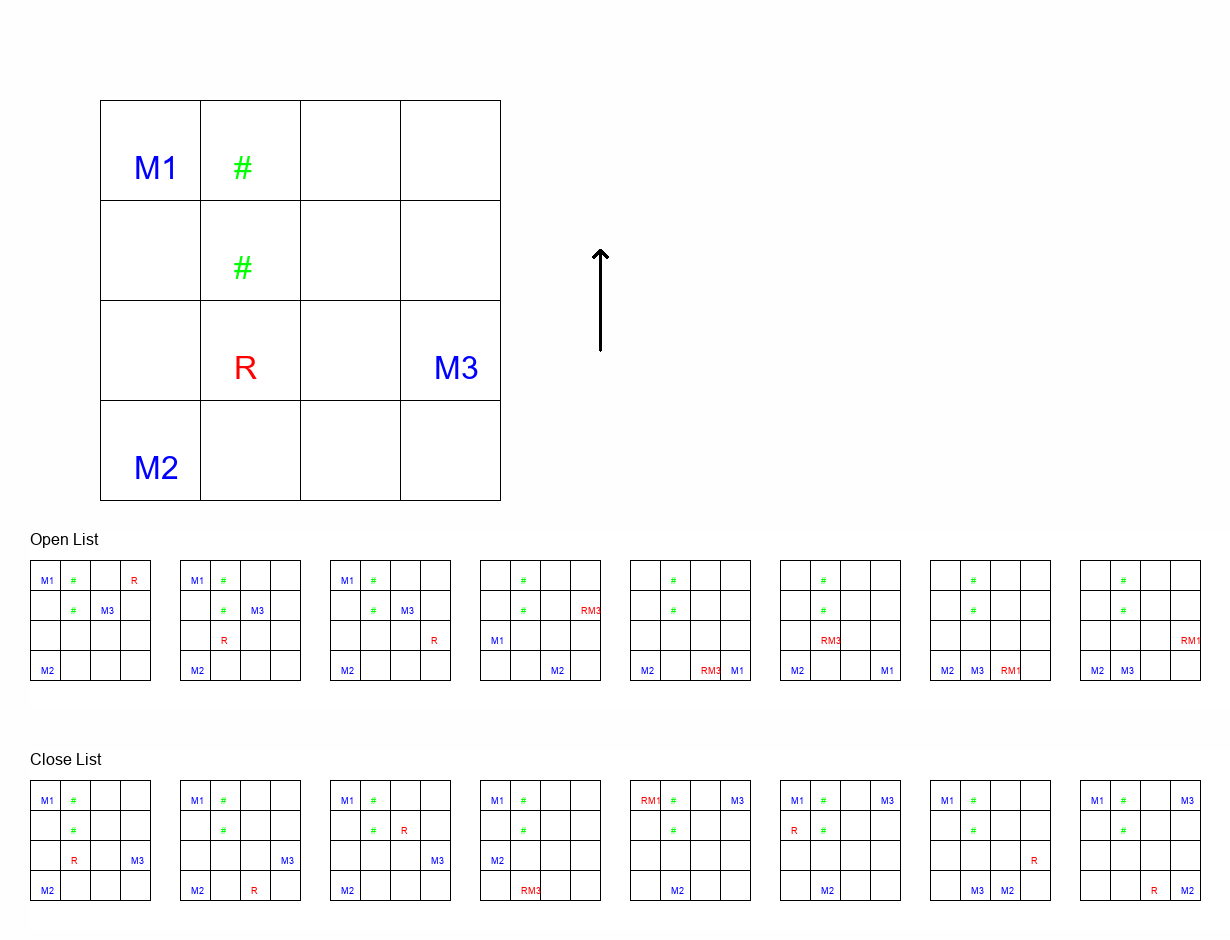 M1 #
#
R M3
M2
Open List
M1 # R M1 # M1 # # # # # #
# M3 # M3 # M3 # RM3 # # # #
R R M1 RM3 RM1
M2 M2 M2 M2 M2 RM3 M1 M2 M1 M2 M3 RM1 M2 M3
Close List
M1 # M1 # M1 # M1 # RM1 # M3 M1 # M3 M1 # M1 # M3
# # # R # # R # # #
R M3 M3 M3 M2 R
M2 M2 R M2 RM3 M2 M2 M3 M2 R M2